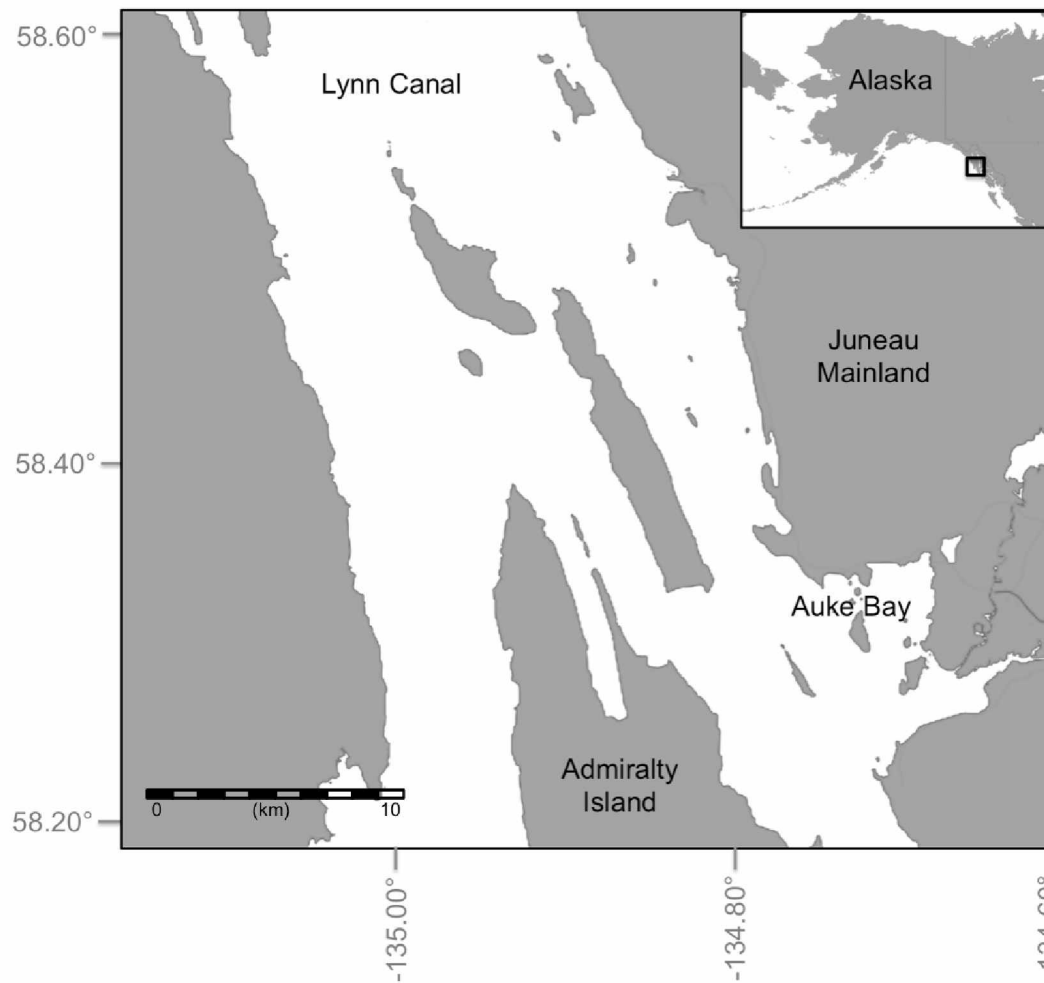 58.60°
Lynn Canal
Alaska
Juneau
Mainland
58.40°
Auke Bay
Admiralty
Island
0 (km) 10
58.20°
-135.00°
-134.80°